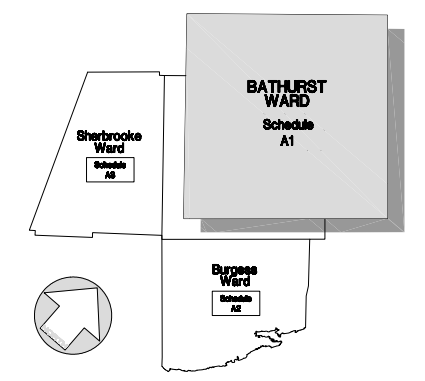 BATHURST
WARD
Schedule
A1
Sherbrooke
Ward
Schedule
A3
Burgess
Ward
Schedule
A2